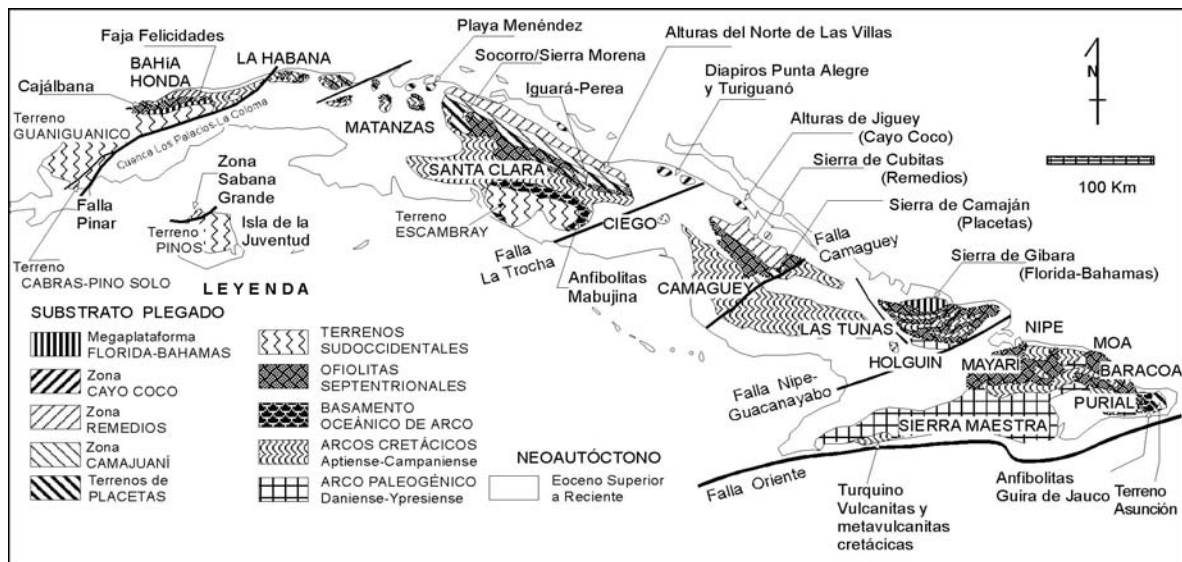 Playa Menéndez
Faja Felicidades
Socorro/Sierra Morena
Alturas del Norte de Las Villas
BAHíA
HONDA
LA HABANA
Iguará-Perea
Diapiros Punta Alegre
y Turiguanó
N
Cajálbana
MATANZAS
Alturas de Jiguey
(Cayo Coco)
Terreno
GUANIGUANICO
Cuenca Los Palacios-La Coloma
Sierra de Cubitas
(Remedios)
100 Km
Zona
Sabana
Grande
SANTA CLARA
Sierra de Camaján
(Placetas)
Falla
Pinar
Terreno
PINOS
Isla de la
Juventud
Terreno
ESCAMBRAY
CIEGO
Falla
Camaguey
Falla
La Trocha
Sierra de Gibara
(Florida-Bahamas)
Terreno
CABRAS-PINO SOLO
Anfibolitas
Mabujina
CAMAGUEY
LAS TUNAS
HOLGUIN
NIPE
MOA
MAYARI
BARACOA
PURIAL
Falla Nipe-
Guacanayabo
SIERRA MAESTRA
Falla Oriente
Turquino
Vulcanitas y
metavulcanitas
cretácicas
Anfibolitas
Guira de Jauco
Terreno
Asunción
LEYENDA
SUBSTRATO PLEGADO
Megaplataforma
FLORIDA-BAHAMAS
Zona
CAYO COCO
Zona
REMEDIOS
Zona
CAMAJUANÍ
Terrenos de
PLACETAS
TERRENOS
SUDOCCIDENTALES
OFIOLITAS
SEPTENTRIONALES
BASAMENTO
OCEÁNICO DE ARCO
ARCOS CRETÁCICOS
Aptiense-Campaniense
ARCO PALEOGÉNICO
Daniense-Ypresiense
NEOAUTÓCTONO
Eoceno Superior
a Reciente